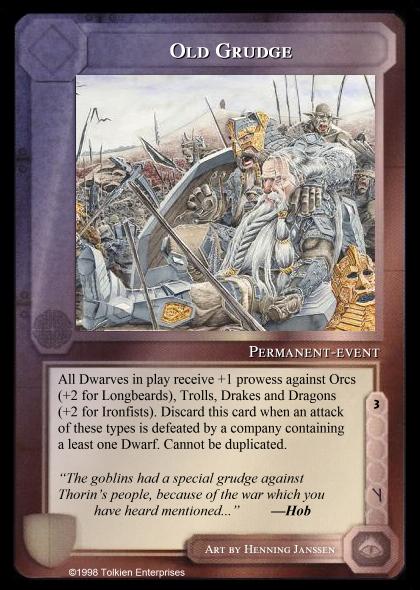 OLD GRUDGE
PERMANENT-EVENT
All Dwarves in play receive +1 prowess against Orcs
(+2 for Longbeards), Trolls, Drakes and Dragons
(+2 for Ironfists). Discard this card when an attack
of these types is defeated by a company containing
a least one Dwarf. Cannot be duplicated.
3
“The goblins had a special grudge against
Thorin's people, because of the war which you
have heard mentioned...” —Hob
ART BY HENNING JANSSEN
©1998 Tolkien Enterprises